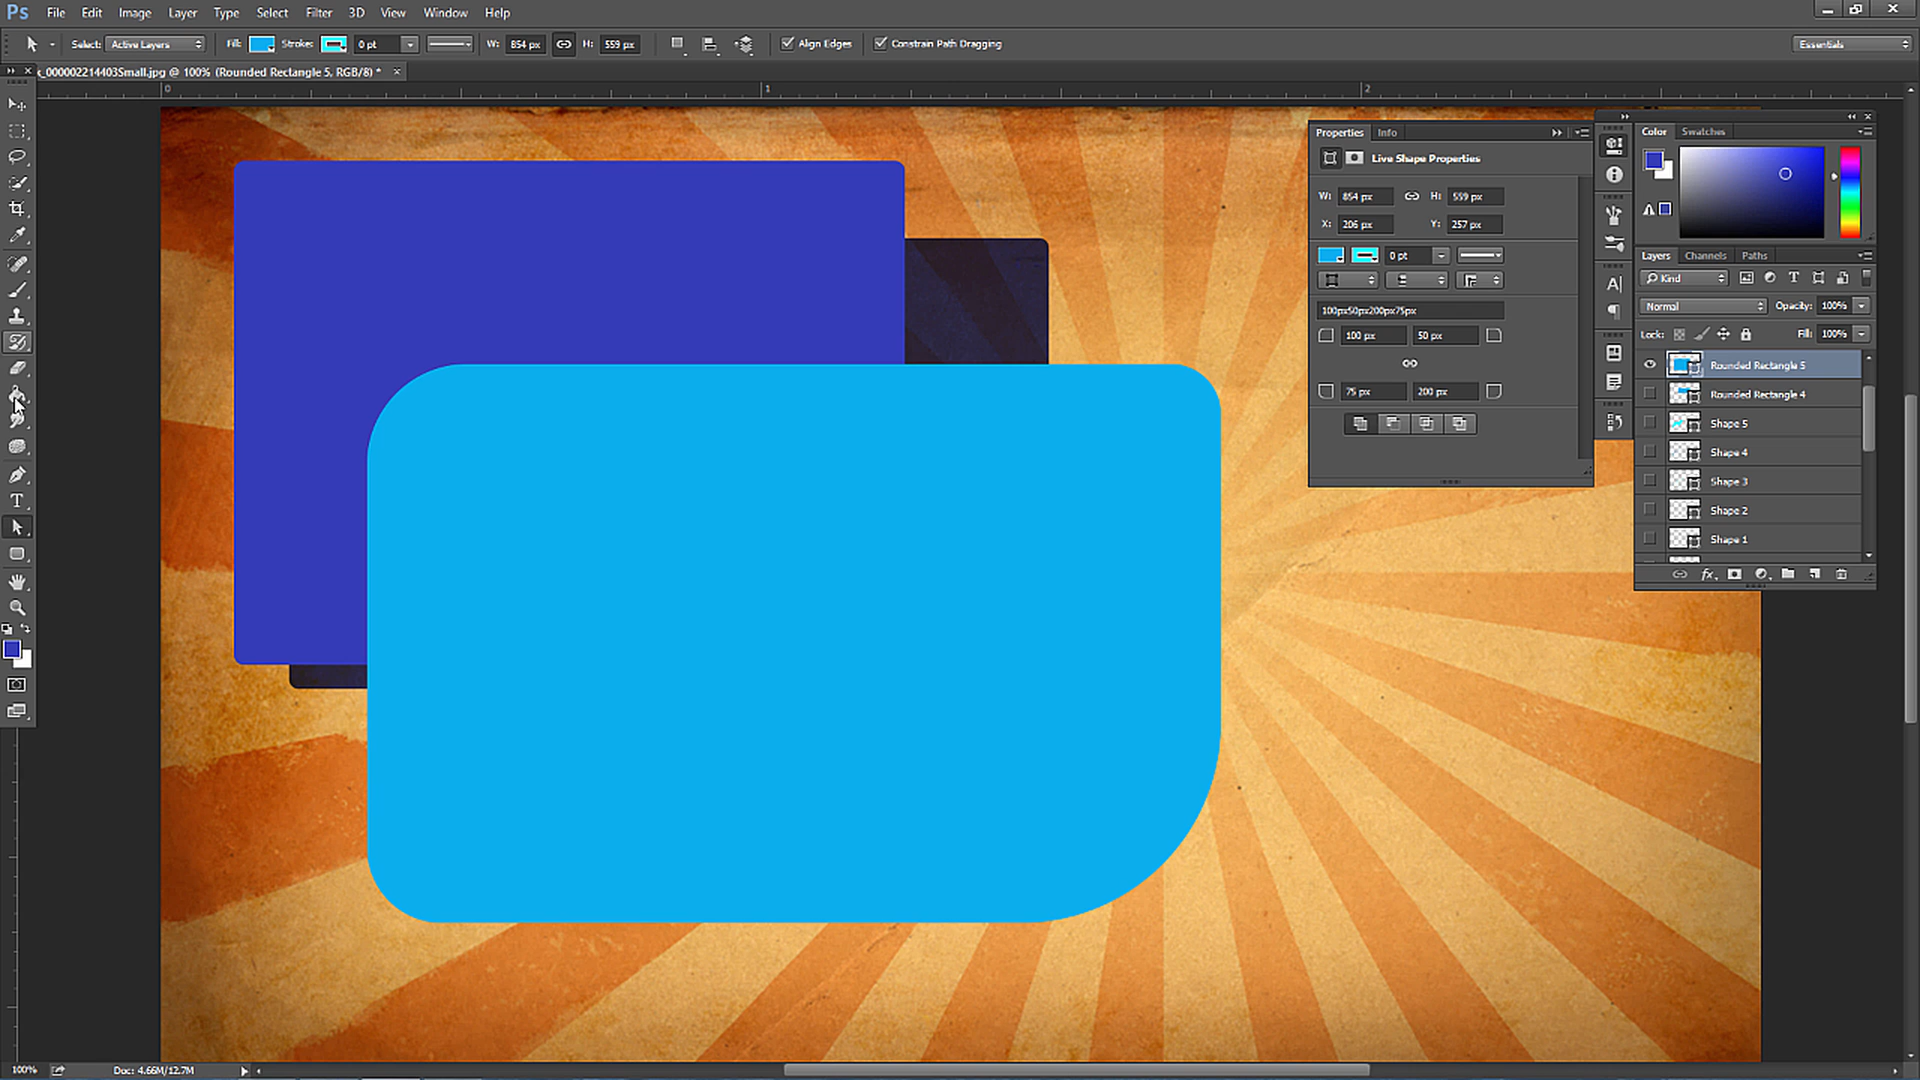 Ps File Edit Image Layer Type Select Filter 3D View Window Help
Select: Active Layers Fill: Stroke: 0 pt W: 854 px H: 559 px Align Edges Constrain Path Dragging Essentials
_000002214403Small.jpg @ 100% (Rounded Rectangle 5, RGB/8) *
0 1 2
Properties Info
Live Shape Properties
W: 854 px H: 559 px
X: 206 px Y: 257 px
0 pt
100px50px200px75px
100 px 50 px
75 px 200 px
Color Swatches
Layers Channels Paths
Kind
Normal Opacity: 100%
Lock: Fill: 100%
Rounded Rectangle 5
Rounded Rectangle 4
Shape 5
Shape 4
Shape 3
Shape 2
Shape 1
fx
100% Doc: 4.66M/12.7M